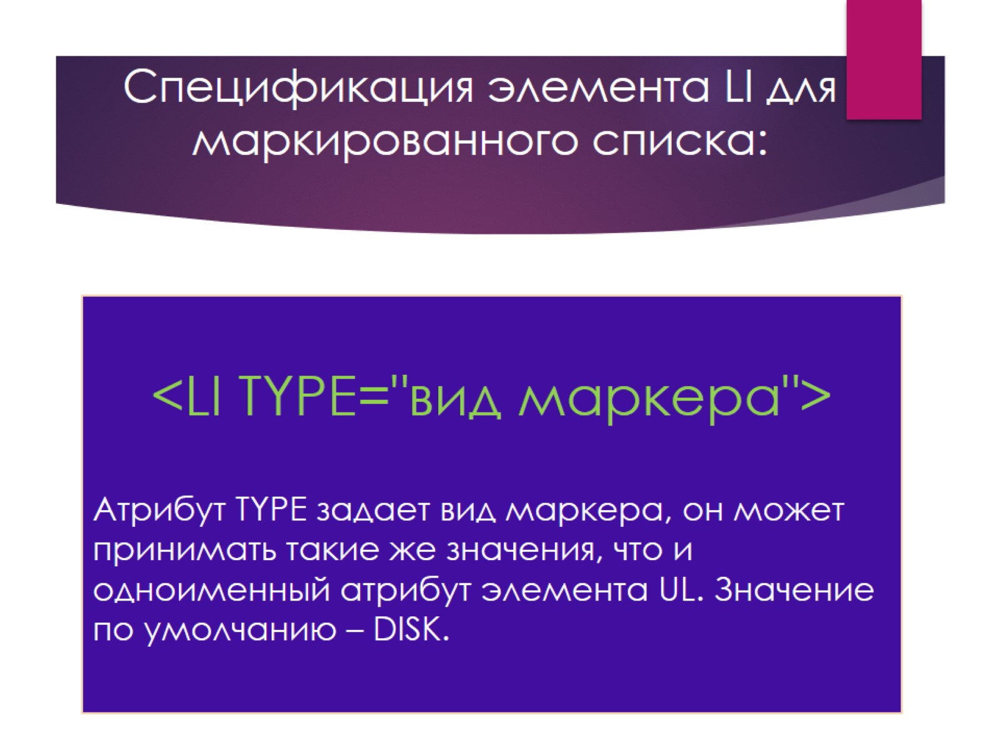 Спецификация элемента LI для
маркированного списка:
<LI TYPE="вид маркера">
Атрибут TYPE задает вид маркера, он может
принимать такие же значения, что и
одноименный атрибут элемента UL. Значение
по умолчанию – DISK.